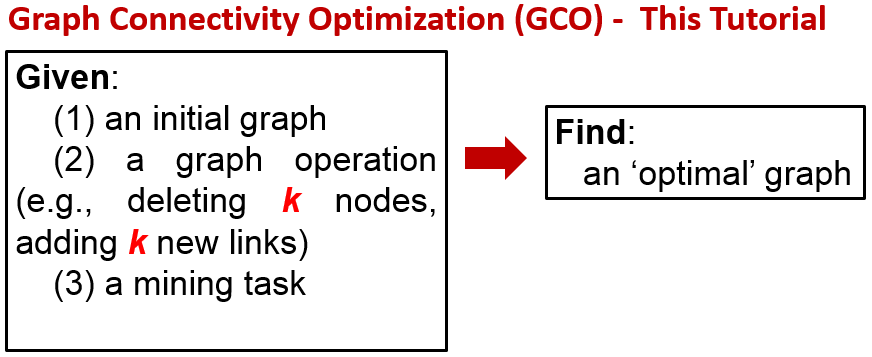 Graph Connectivity Optimization (GCO) - This Tutorial
Given:
(1) an initial graph
(2) a graph operation
(e.g., deleting k nodes,
adding k new links)
(3) a mining task
Find:
an ‘optimal’ graph